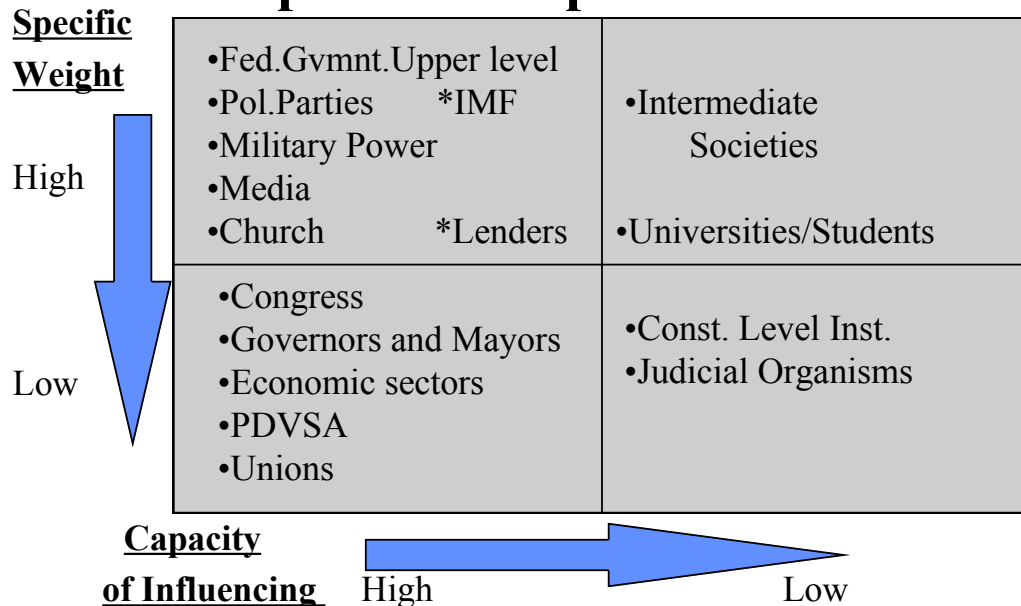 Specific
Weight
High
Low
•Fed.Gvmnt.Upper level
•Pol.Parties *IMF
•Military Power
•Media
•Church *Lenders
•Intermediate
Societies
•Universities/Students
•Congress
•Governors and Mayors
•Economic sectors
•PDVSA
•Unions
•Const. Level Inst.
•Judicial Organisms
Capacity
of Influencing
High
Low